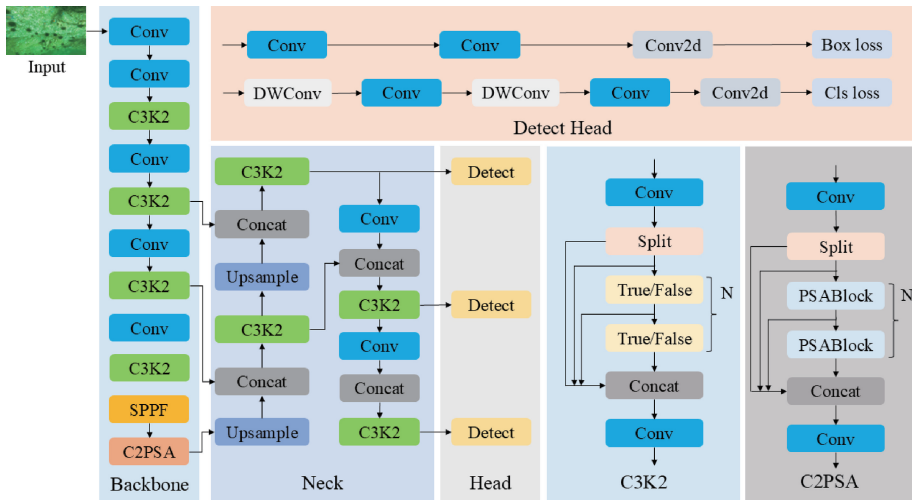 Input
Conv
Conv
C3K2
Conv
C3K2
Conv
C3K2
Conv
C3K2
SPPF
C2PSA
Backbone
Conv Conv Conv2d Box loss
DWConv Conv DWConv Conv Conv2d Cls loss
Detect Head
C3K2
Concat
Upsample
C3K2
Concat
Upsample
Conv
Concat
C3K2
Conv
Concat
C3K2
Neck
Detect
Detect
Detect
Head
Conv
Split
True/False
N
True/False
Concat
Conv
C3K2
Conv
Split
PSABlock
N
PSABlock
Concat
Conv
C2PSA